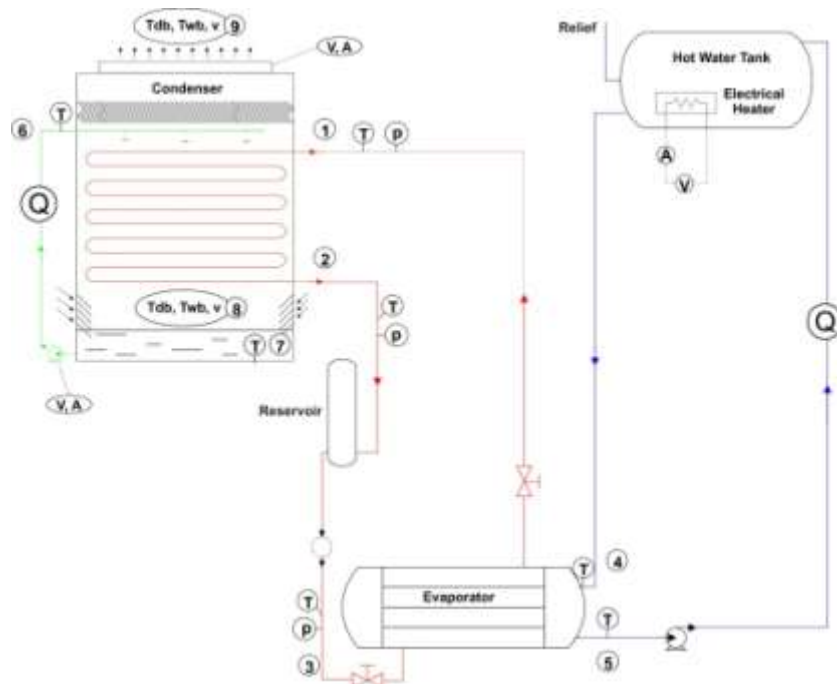 Tdb, Twb, v 9
V, A
Relief
Hot Water Tank
Condenser
Electrical
Heater
6
T
1
T
p
A
V
Q
2
Tdb, Twb, v 8
T
p
T
7
Q
V, A
Reservoir
T
p
3
Evaporator
T
4
T
5